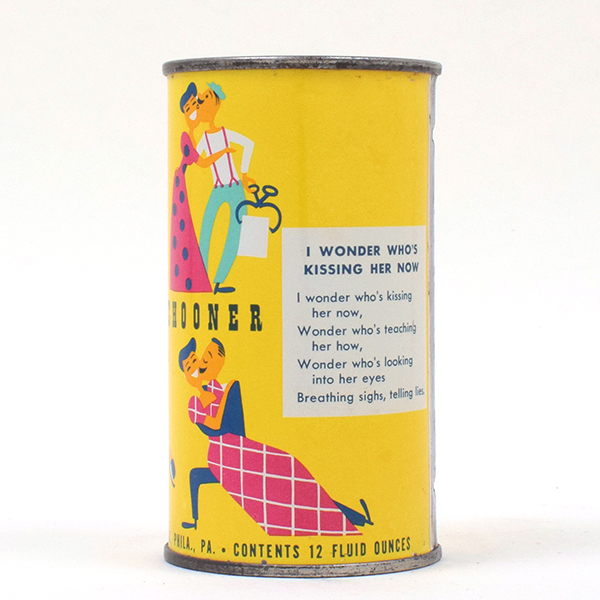 HOONER
I WONDER WHO'S
KISSING HER NOW
I wonder who's kissing
her now,
Wonder who's teaching
her how,
Wonder who's looking
into her eyes
Breathing sighs, telling lies.
PHILA., PA. • CONTENTS 12 FLUID OUNCES